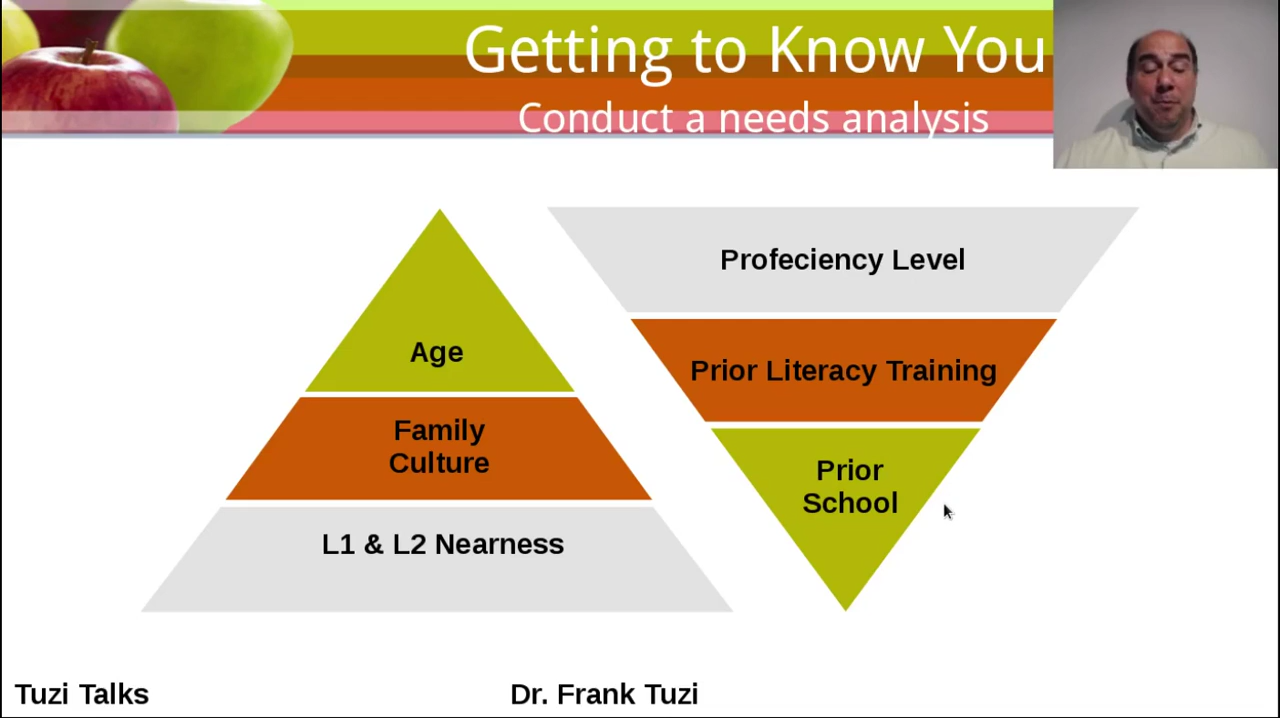 Getting to Know You
Conduct a needs analysis
Age
Family
Culture
L1 & L2 Nearness
Profeciency Level
Prior Literacy Training
Prior
School
Tuzi Talks
Dr. Frank Tuzi